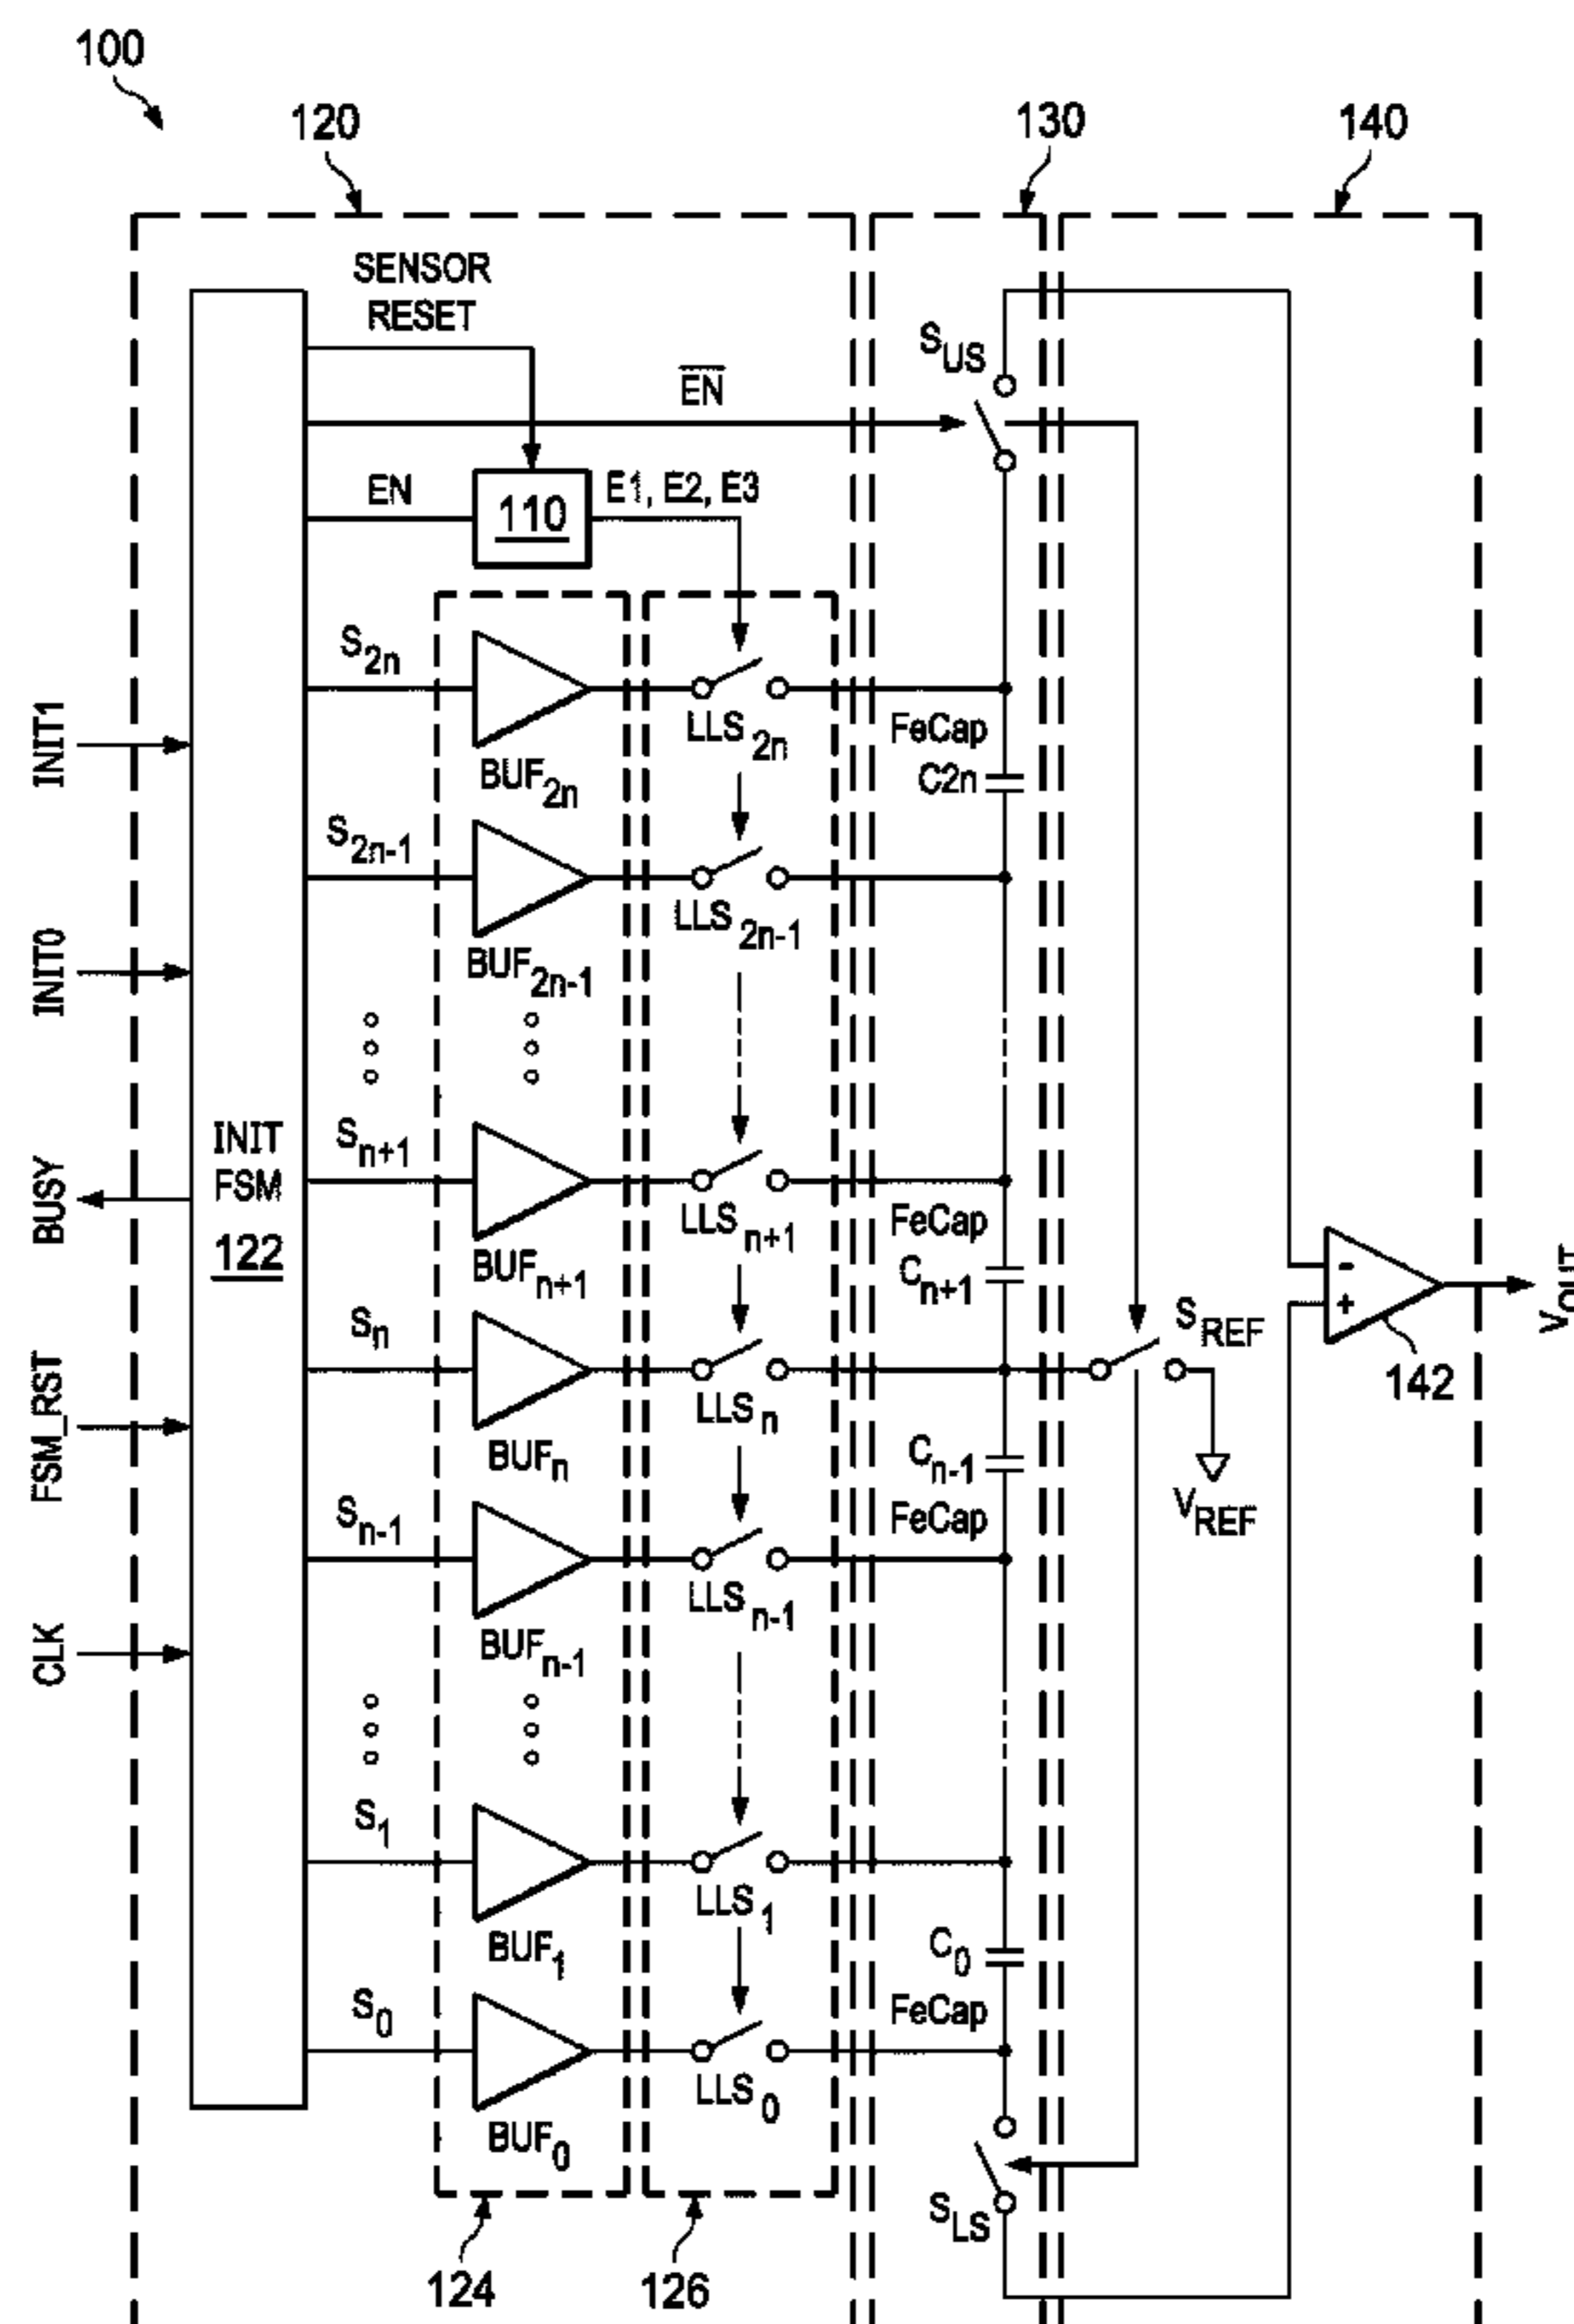 100
120
130
140
SENSOR
RESET
S_US
EN
EN
E1, E2, E3
110
S_2n
LLS_2n
FeCap
C2n
BUF_2n
INIT1
S_2n-1
LLS_2n-1
BUF_2n-1
INIT0
S_n+1
INIT
FSM
122
LLS_n+1
FeCap
C_n+1
BUF_n+1
BUSY
-
+
142
V_OUT
S_n
S_REF
LLS_n
BUF_n
C_n-1
FeCap
V_REF
FSM_RST
S_n-1
LLS_n-1
BUF_n-1
CLK
S_1
LLS_1
BUF_1
C_0
FeCap
S_0
LLS_0
BUF_0
S_LS
124
126